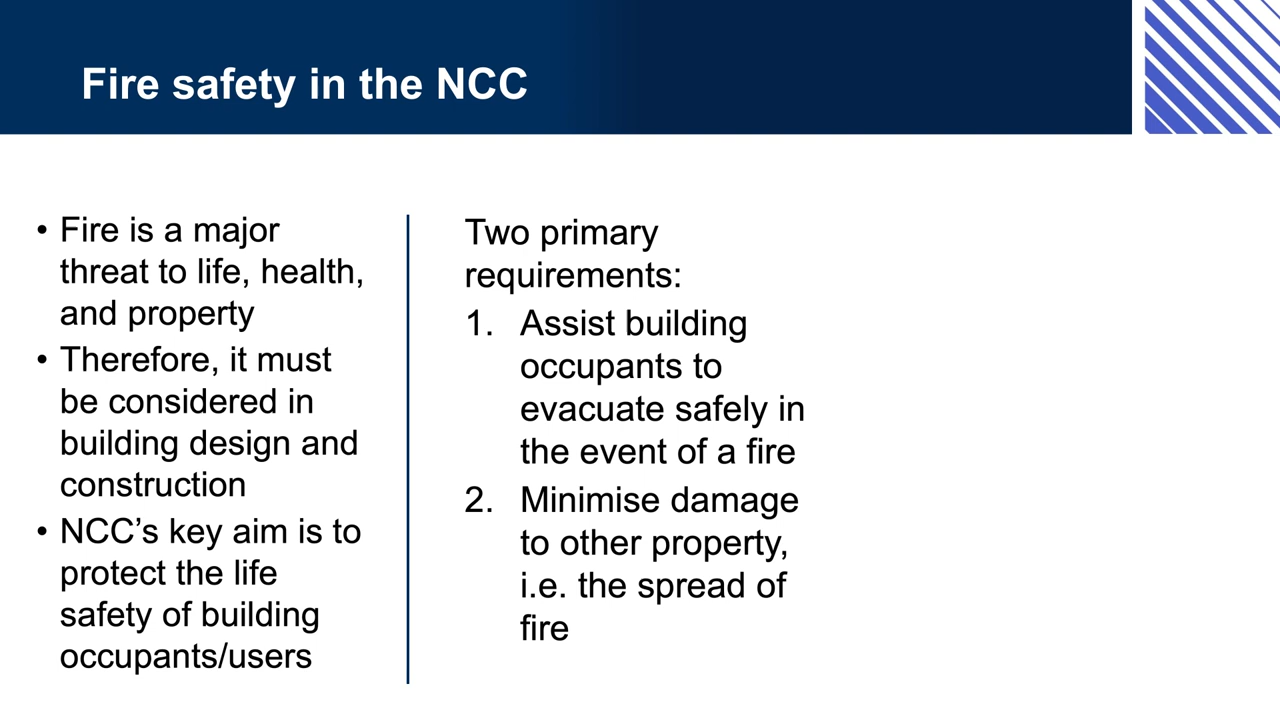 Fire safety in the NCC
• Fire is a major
threat to life, health,
and property
• Therefore, it must
be considered in
building design and
construction
• NCC’s key aim is to
protect the life
safety of building
occupants/users
Two primary
requirements:
1. Assist building
occupants to
evacuate safely in
the event of a fire
2. Minimise damage
to other property,
i.e. the spread of
fire